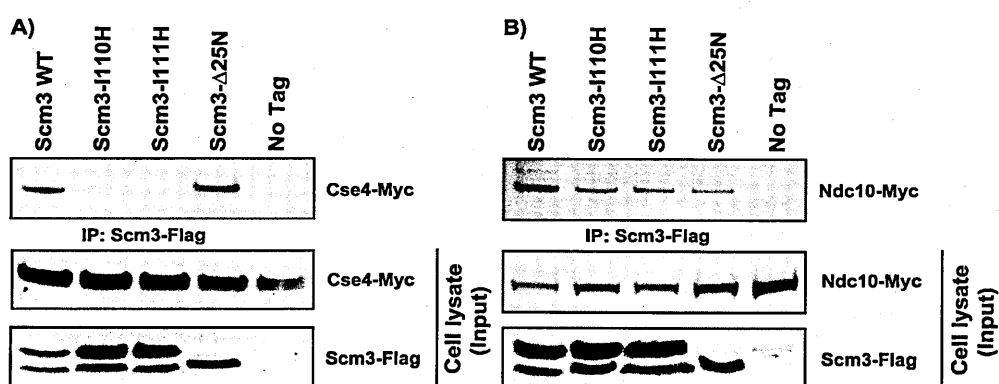 A)
Scm3 WT
Scm3-I110H
Scm3-I111H
Scm3-Δ25N
No Tag
Cse4-Myc
IP: Scm3-Flag
Cse4-Myc
Scm3-Flag
Cell lysate
(Input)
B)
Scm3 WT
Scm3-I110H
Scm3-I111H
Scm3-Δ25N
No Tag
Ndc10-Myc
IP: Scm3-Flag
Ndc10-Myc
Scm3-Flag
Cell lysate
(Input)